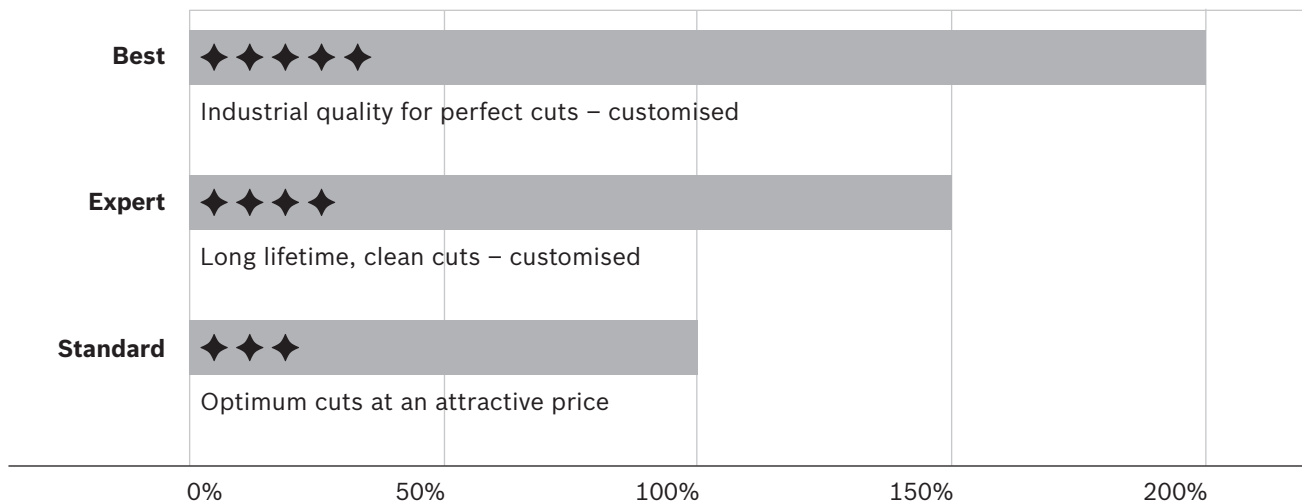 Best
Industrial quality for perfect cuts – customised
Expert
Long lifetime, clean cuts – customised
Standard
Optimum cuts at an attractive price
0% 50% 100% 150% 200%